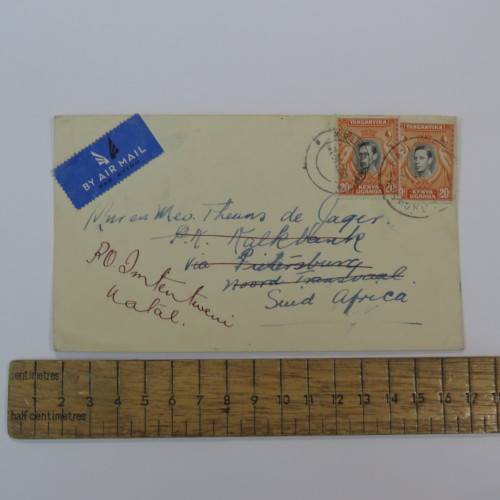 BY AIR MAIL
TANGANYIKA
20c
KENYA
UGANDA
TANGANYIKA
20c
KENYA
UGANDA
Mnr en Mev Theuns de Jager.
P.K. Kalkbank
via Pietersburg
Noord Transvaal
Suid Africa
P.O. Imtentweni
Natal.
centimetres
1 2 3 4 5 6 7 8 9 10 11 12 13 14 15 16 17
half centimetres